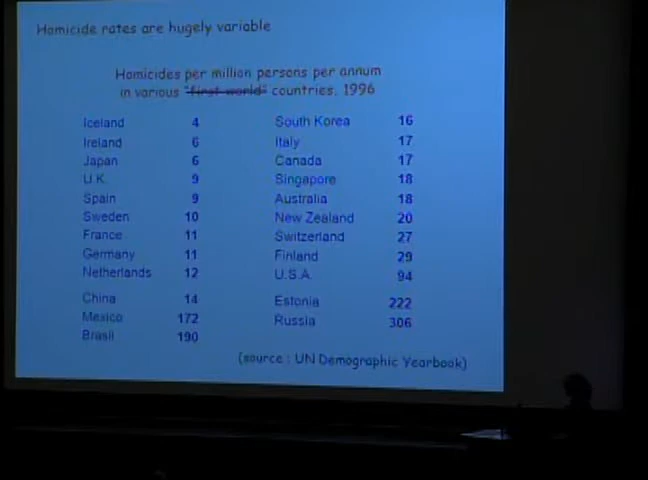 Homicide rates are hugely variable
Homicides per million persons per annum
in various "first world" countries, 1996
Iceland 4 South Korea 16
Ireland 6 Italy 17
Japan 6 Canada 17
U.K. 9 Singapore 18
Spain 9 Australia 18
Sweden 10 New Zealand 20
France 11 Switzerland 27
Germany 11 Finland 29
Netherlands 12 U.S.A. 94
China 14 Estonia 222
Mexico 172 Russia 306
Brasil 190
(source : UN Demographic Yearbook)